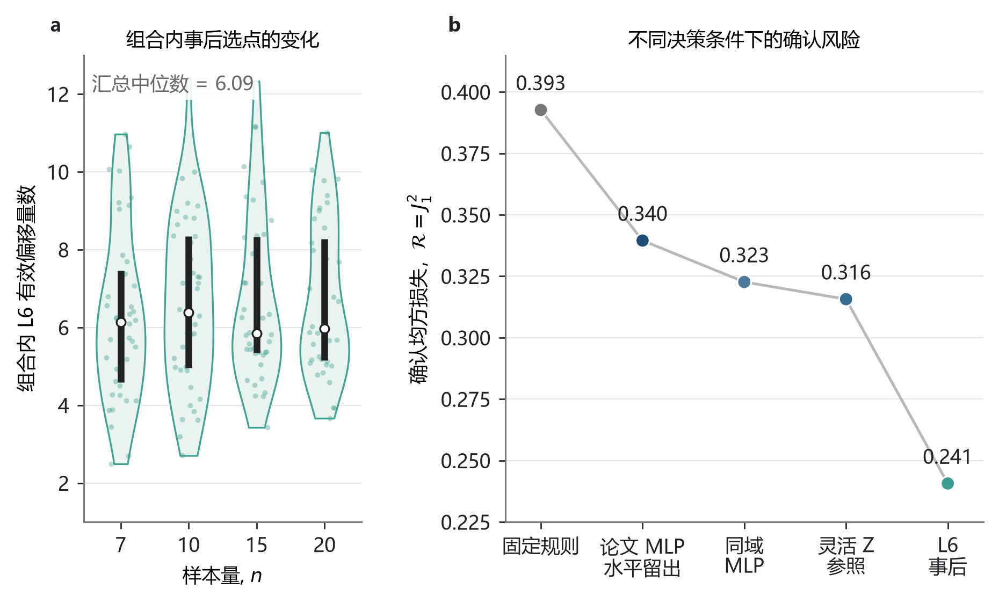 a
组合内事后选点的变化
汇总中位数 = 6.09
组合内 L6 有效偏移量数
12
10
8
6
4
2
7
10
15
20
样本量, n
b
不同决策条件下的确认风险
确认均方损失, ℛ = J₁²
0.400
0.375
0.350
0.325
0.300
0.275
0.250
0.225
0.393
0.340
0.323
0.316
0.241
固定规则
论文 MLP
水平留出
同域
MLP
灵活 Z
参照
L6
事后